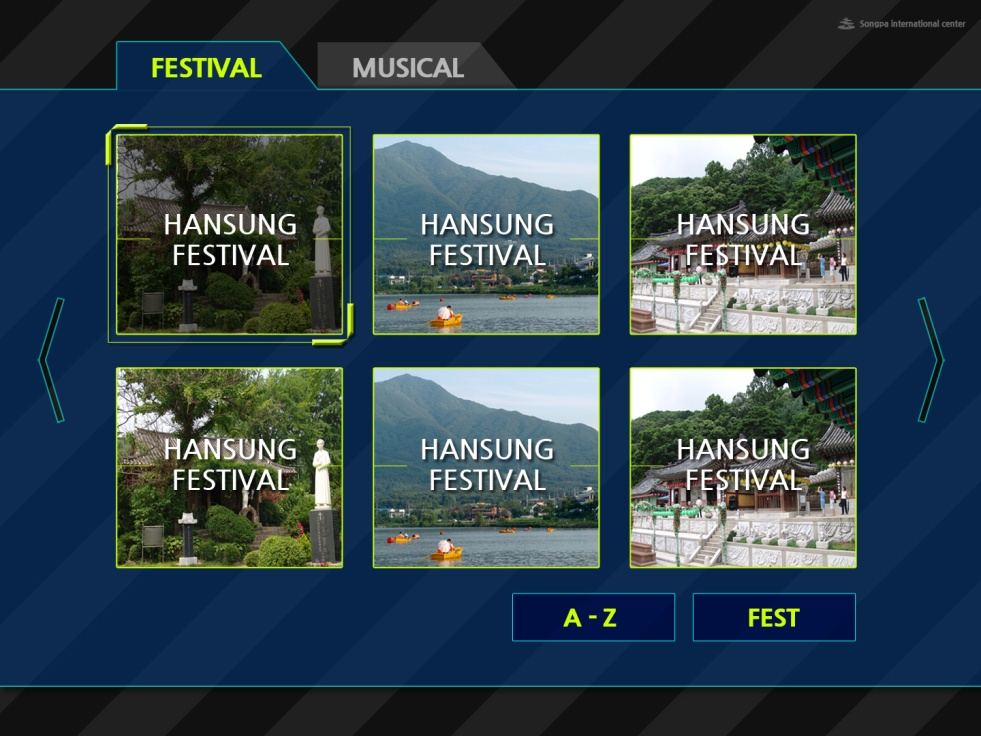 Songpa international center
FESTIVAL
MUSICAL
HANSUNG
FESTIVAL
HANSUNG
FESTIVAL
HANSUNG
FESTIVAL
HANSUNG
FESTIVAL
HANSUNG
FESTIVAL
HANSUNG
FESTIVAL
A - Z
FEST